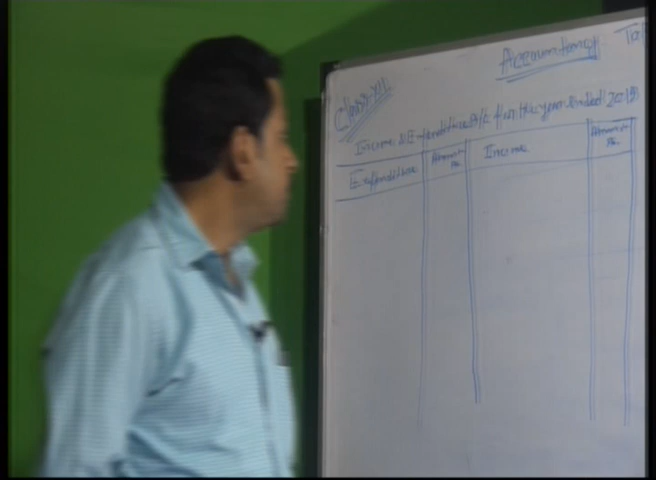 Accountancy
Class-XII
Income & Expenditure A/c for the year ended 2015
Expenditure Amount Rs. Income Amount Rs.